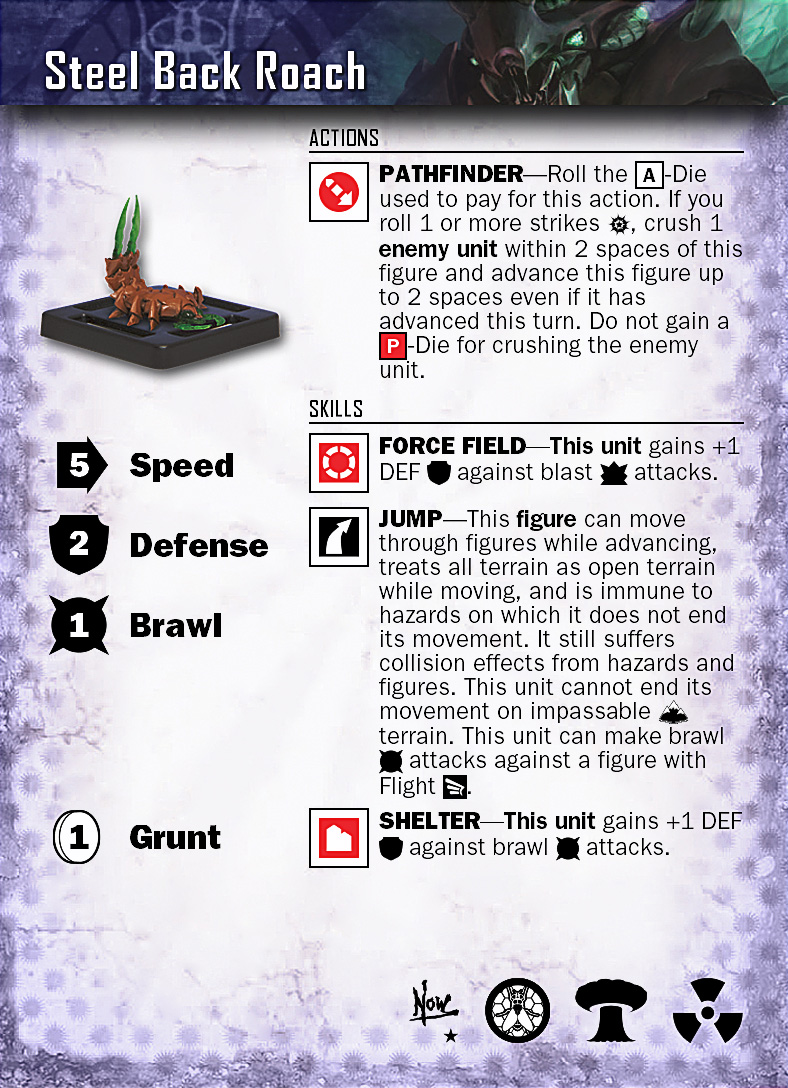 Steel Back Roach
ACTIONS
PATHFINDER—Roll the A-Die
used to pay for this action. If you
roll 1 or more strikes, crush 1
enemy unit within 2 spaces of this
figure and advance this figure up
to 2 spaces even if it has
advanced this turn. Do not gain a
P-Die for crushing the enemy
unit.
SKILLS
5 Speed
2 Defense
1 Brawl
1 Grunt
FORCE FIELD—This unit gains +1
DEF against blast attacks.
JUMP—This figure can move
through figures while advancing,
treats all terrain as open terrain
while moving, and is immune to
hazards on which it does not end
its movement. It still suffers
collision effects from hazards and
figures. This unit cannot end its
movement on impassable
terrain. This unit can make brawl
attacks against a figure with
Flight.
SHELTER—This unit gains +1 DEF
against brawl attacks.
Now